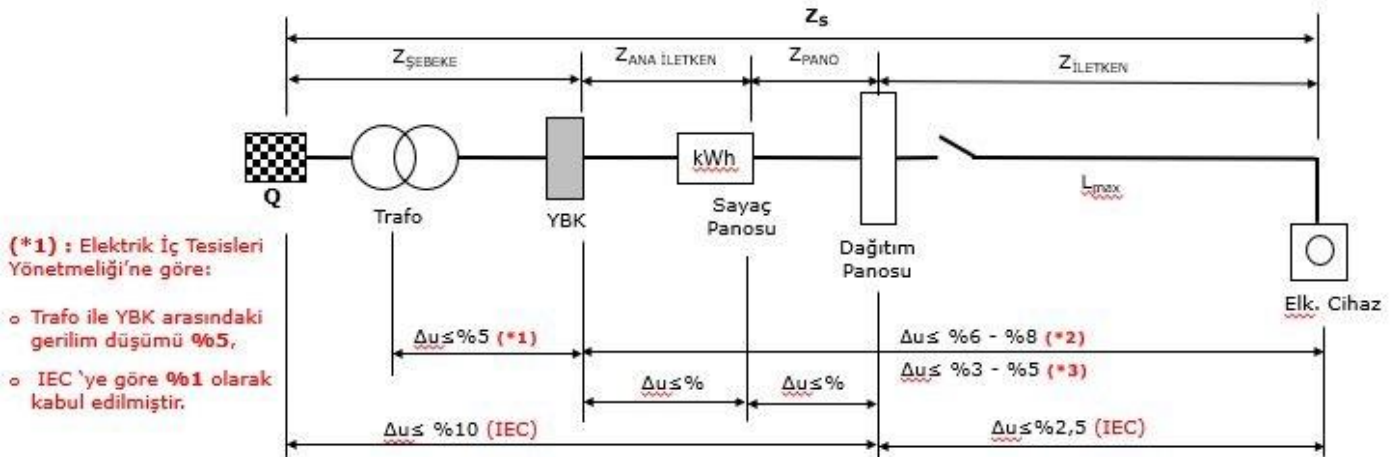 Zs
ZŞEBEKE
ZANA İLETKEN
ZPANO
ZİLETKEN
kWh
Lmax
Q
Trafo
YBK
Sayaç
Panosu
Dağıtım
Panosu
Elk. Cihaz
(*1) : Elektrik İç Tesisleri
Yönetmeliği’ne göre:
o Trafo ile YBK arasındaki
gerilim düşümü %5,
o IEC ‘ye göre %1 olarak
kabul edilmiştir.
Δu≤%5 (*1)
Δu≤ %6 - %8 (*2)
Δu≤ %3 - %5 (*3)
Δu≤%
Δu≤%
Δu≤ %10 (IEC)
Δu≤%2,5 (IEC)